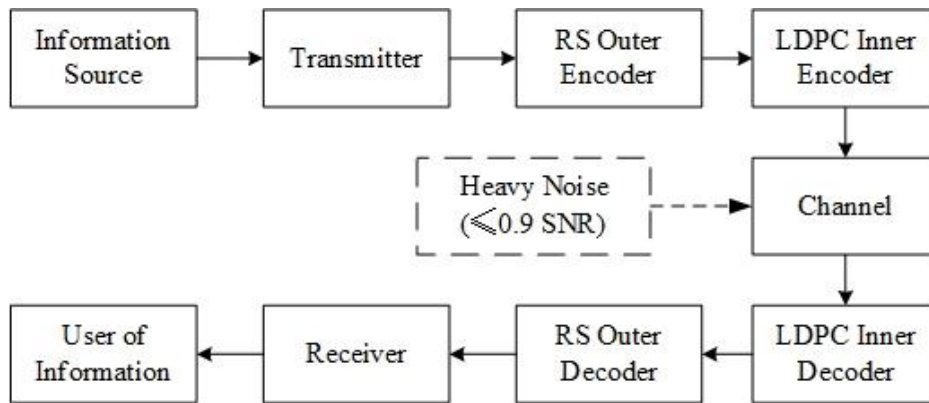 Information
Source
Transmitter
RS Outer
Encoder
LDPC Inner
Encoder
Heavy Noise
(⩽0.9 SNR)
Channel
User of
Information
Receiver
RS Outer
Decoder
LDPC Inner
Decoder